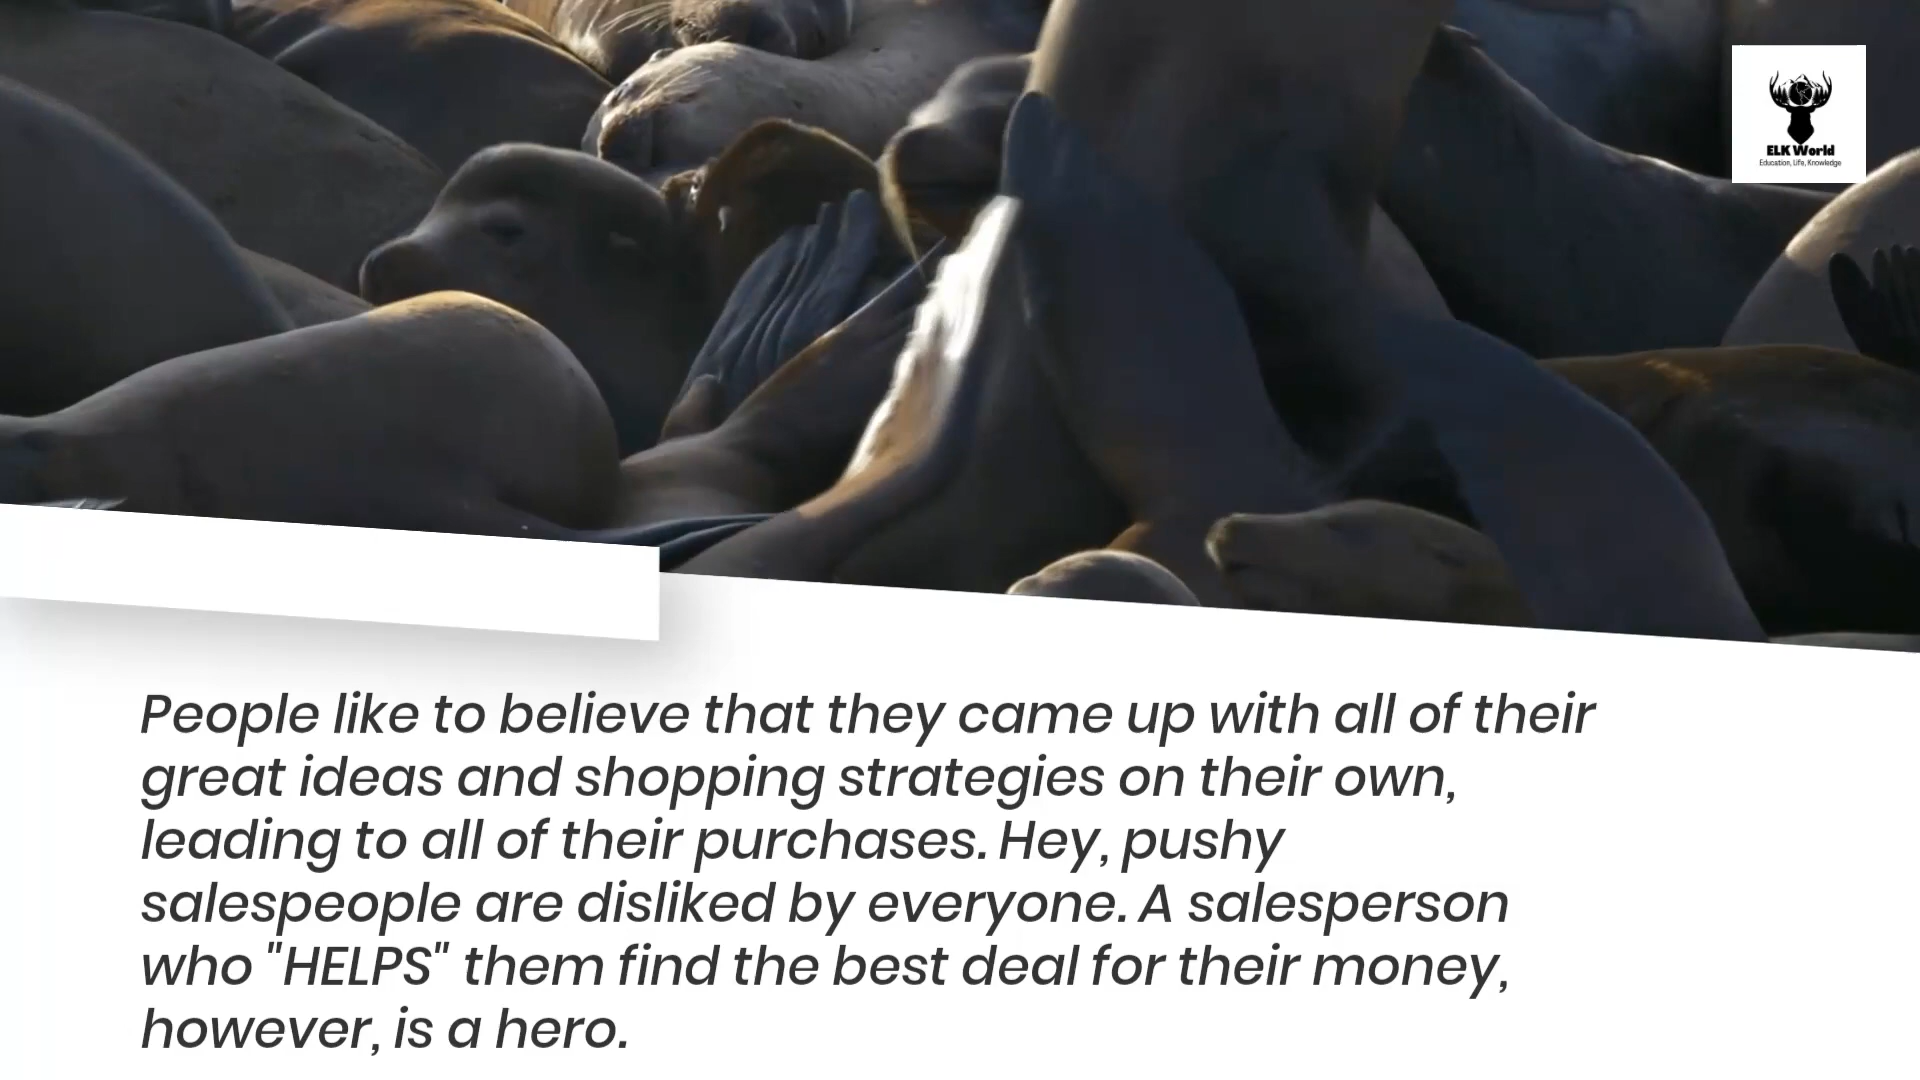 ELK World
Education, Life, Knowledge
People like to believe that they came up with all of their
great ideas and shopping strategies on their own,
leading to all of their purchases. Hey, pushy
salespeople are disliked by everyone. A salesperson
who "HELPS" them find the best deal for their money,
however, is a hero.